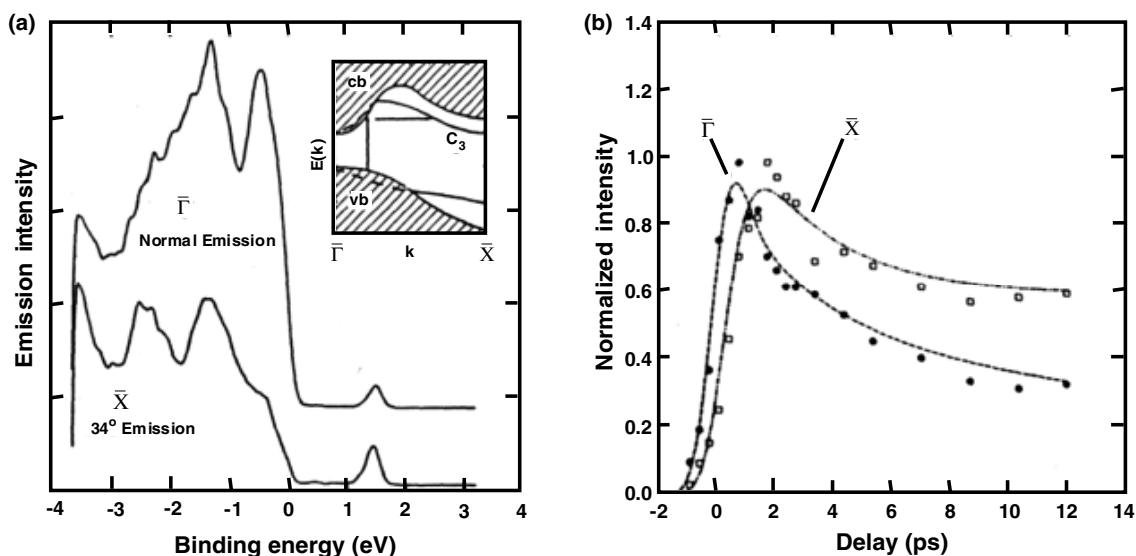 (a)
Emission intensity
Γ̅
Normal Emission
X̅
34o Emission
cb
vb
C3
E(k)
Γ̅
k
X̅
-4
-3
-2
-1
0
1
2
3
4
Binding energy (eV)
(b)
Normalized intensity
1.4
1.2
1.0
0.8
0.6
0.4
0.2
0.0
Γ̅
X̅
-2
0
2
4
6
8
10
12
14
Delay (ps)